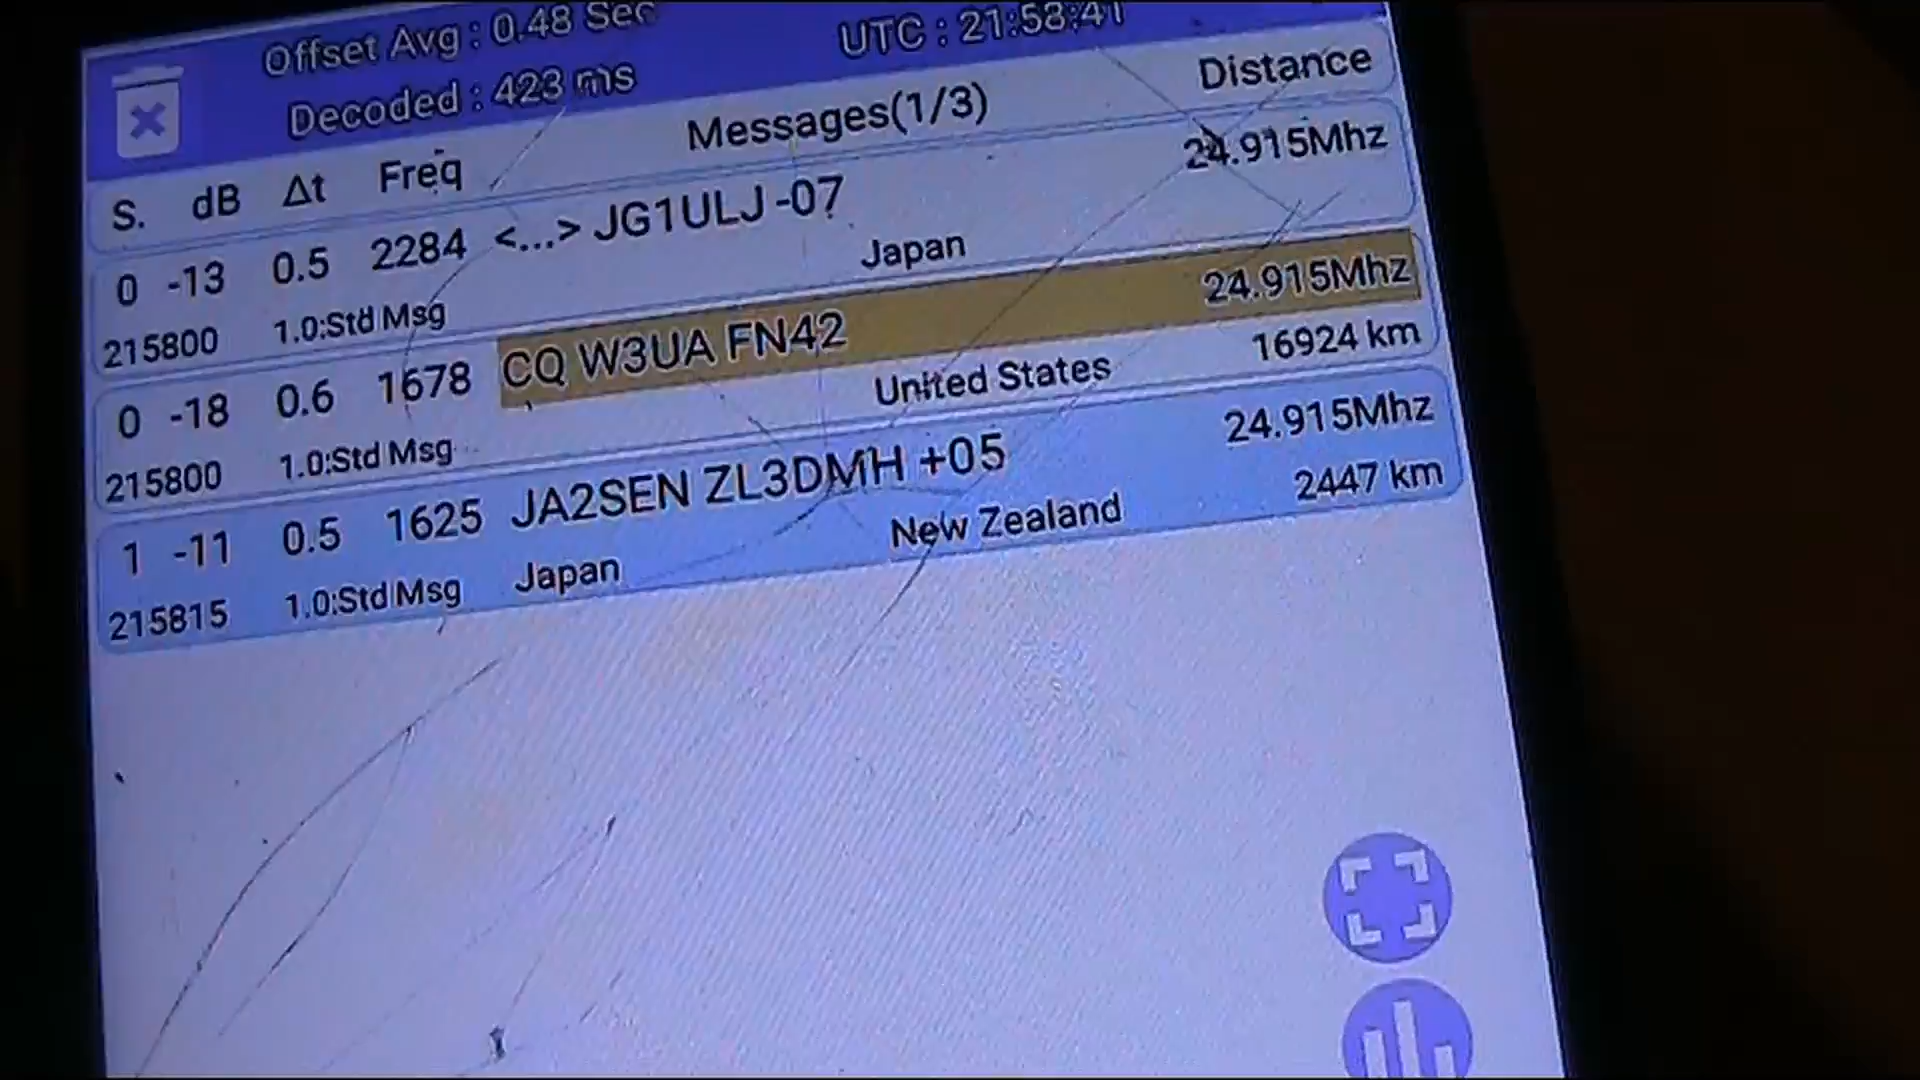 Offset Avg : 0.48 Sec
UTC : 21:58:41
Decoded : 423 ms
S. dB Δt Freq Messages(1/3) Distance
0 -13 0.5 2284 <...> JG1ULJ -07 24.915Mhz
215800 1.0:Std Msg Japan
0 -18 0.6 1678 CQ W3UA FN42 24.915Mhz
215800 1.0:Std Msg United States 16924 km
1 -11 0.5 1625 JA2SEN ZL3DMH +05 24.915Mhz
215815 1.0:Std Msg Japan New Zealand 2447 km